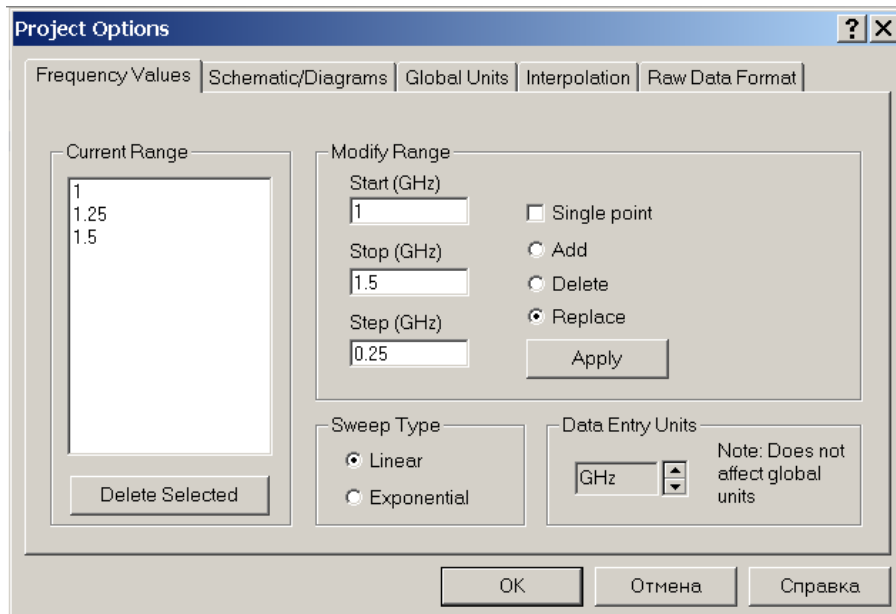 Project Options
Frequency Values
Schematic/Diagrams
Global Units
Interpolation
Raw Data Format
Current Range
1
1.25
1.5
Delete Selected
Modify Range
Start (GHz)
1
Stop (GHz)
1.5
Step (GHz)
0.25
Single point
Add
Delete
Replace
Apply
Sweep Type
Linear
Exponential
Data Entry Units
GHz
Note: Does not
affect global
units
OK
Отмена
Справка